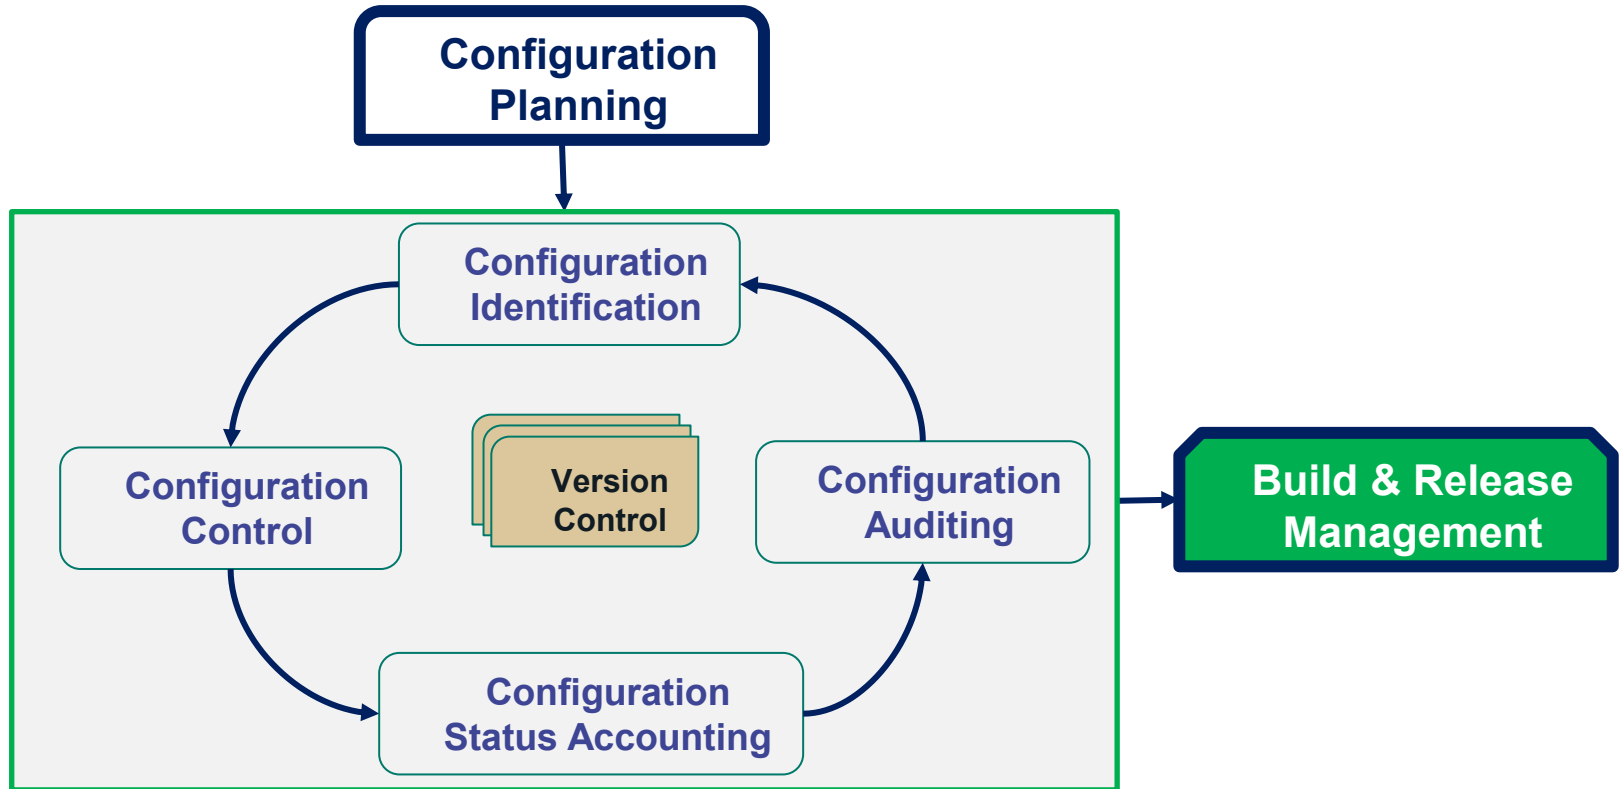 Configuration
Planning
Configuration
Identification
Configuration
Control
Version
Control
Configuration
Auditing
Build & Release
Management
Configuration
Status Accounting